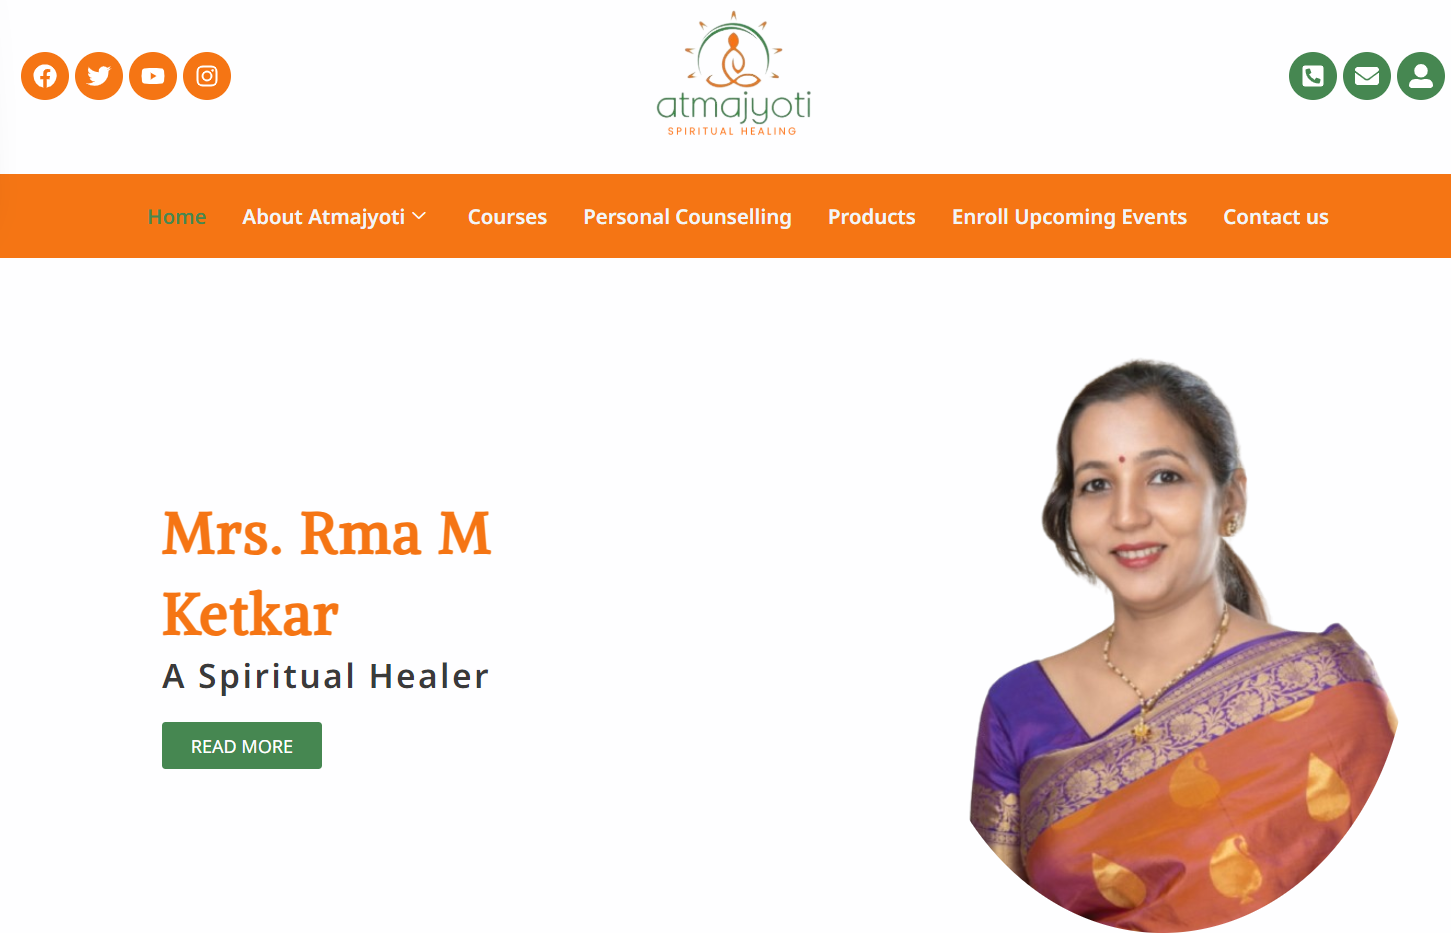 atmajyoti
SPIRITUAL HEALING
Home About Atmajyoti Courses Personal Counselling Products Enroll Upcoming Events Contact us
Mrs. Rma M
Ketkar
A Spiritual Healer
READ MORE